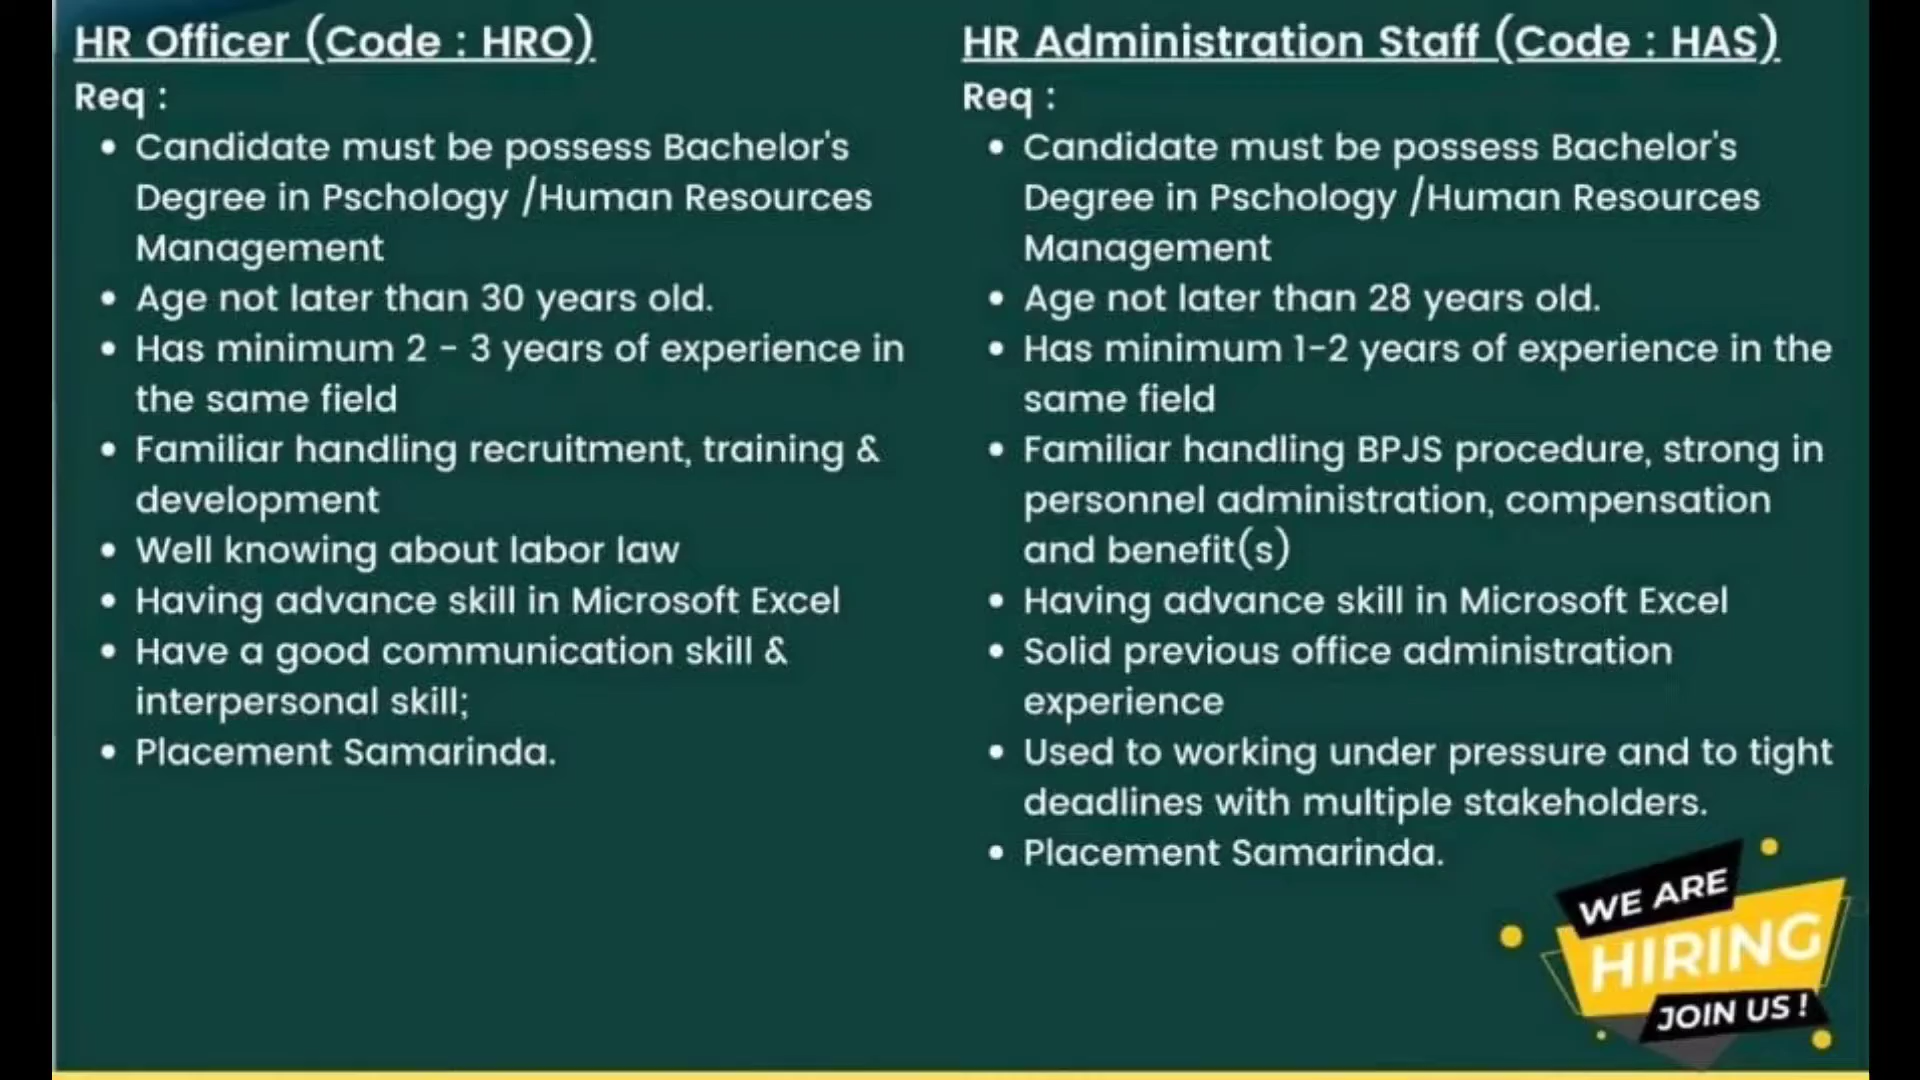 HR Officer (Code : HRO)
Req :
• Candidate must be possess Bachelor's
Degree in Pschology /Human Resources
Management
• Age not later than 30 years old.
• Has minimum 2 - 3 years of experience in
the same field
• Familiar handling recruitment, training &
development
• Well knowing about labor law
• Having advance skill in Microsoft Excel
• Have a good communication skill &
interpersonal skill;
• Placement Samarinda.
HR Administration Staff (Code : HAS)
Req :
• Candidate must be possess Bachelor's
Degree in Pschology /Human Resources
Management
• Age not later than 28 years old.
• Has minimum 1-2 years of experience in the
same field
• Familiar handling BPJS procedure, strong in
personnel administration, compensation
and benefit(s)
• Having advance skill in Microsoft Excel
• Solid previous office administration
experience
• Used to working under pressure and to tight
deadlines with multiple stakeholders.
• Placement Samarinda.
WE ARE
HIRING
JOIN US !